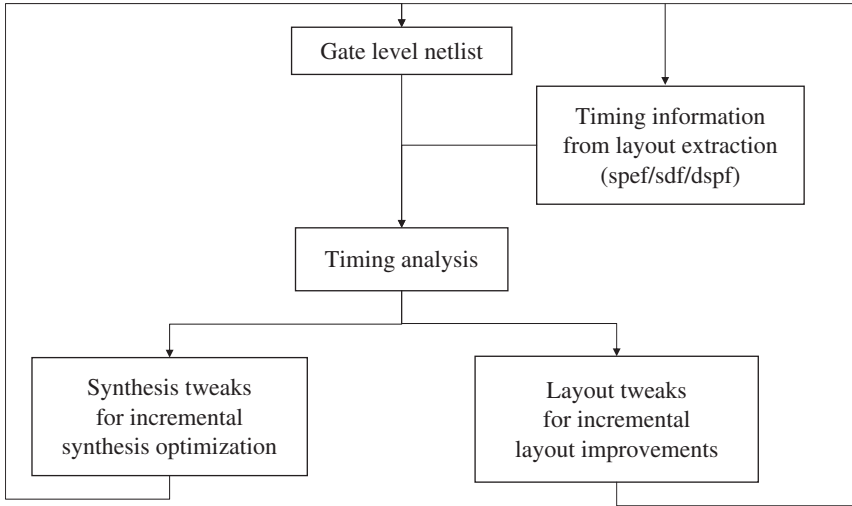 Gate level netlist
Timing information
from layout extraction
(spef/sdf/dspf)
Timing analysis
Synthesis tweaks
for incremental
synthesis optimization
Layout tweaks
for incremental
layout improvements